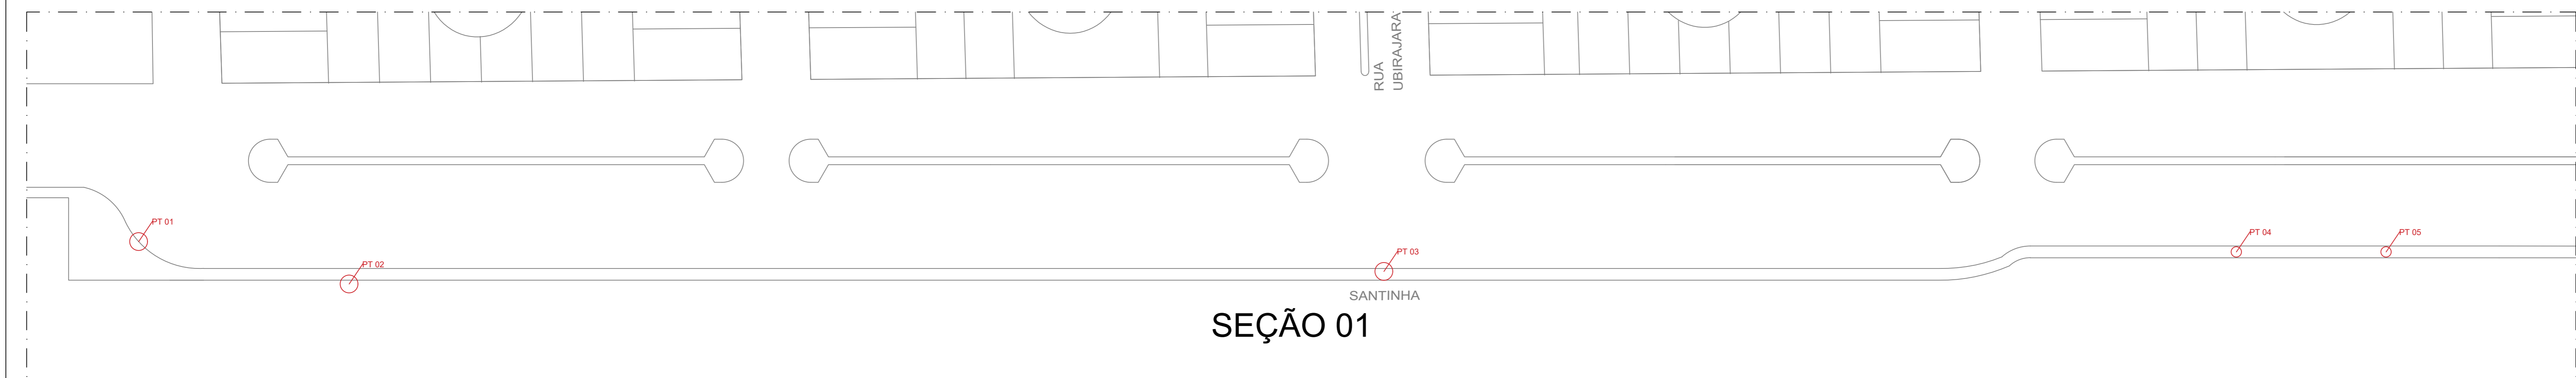 RUA
UBIRAJARA
PT 01
PT 02
PT 03
PT 04
PT 05
SANTINHA
SEÇÃO 01